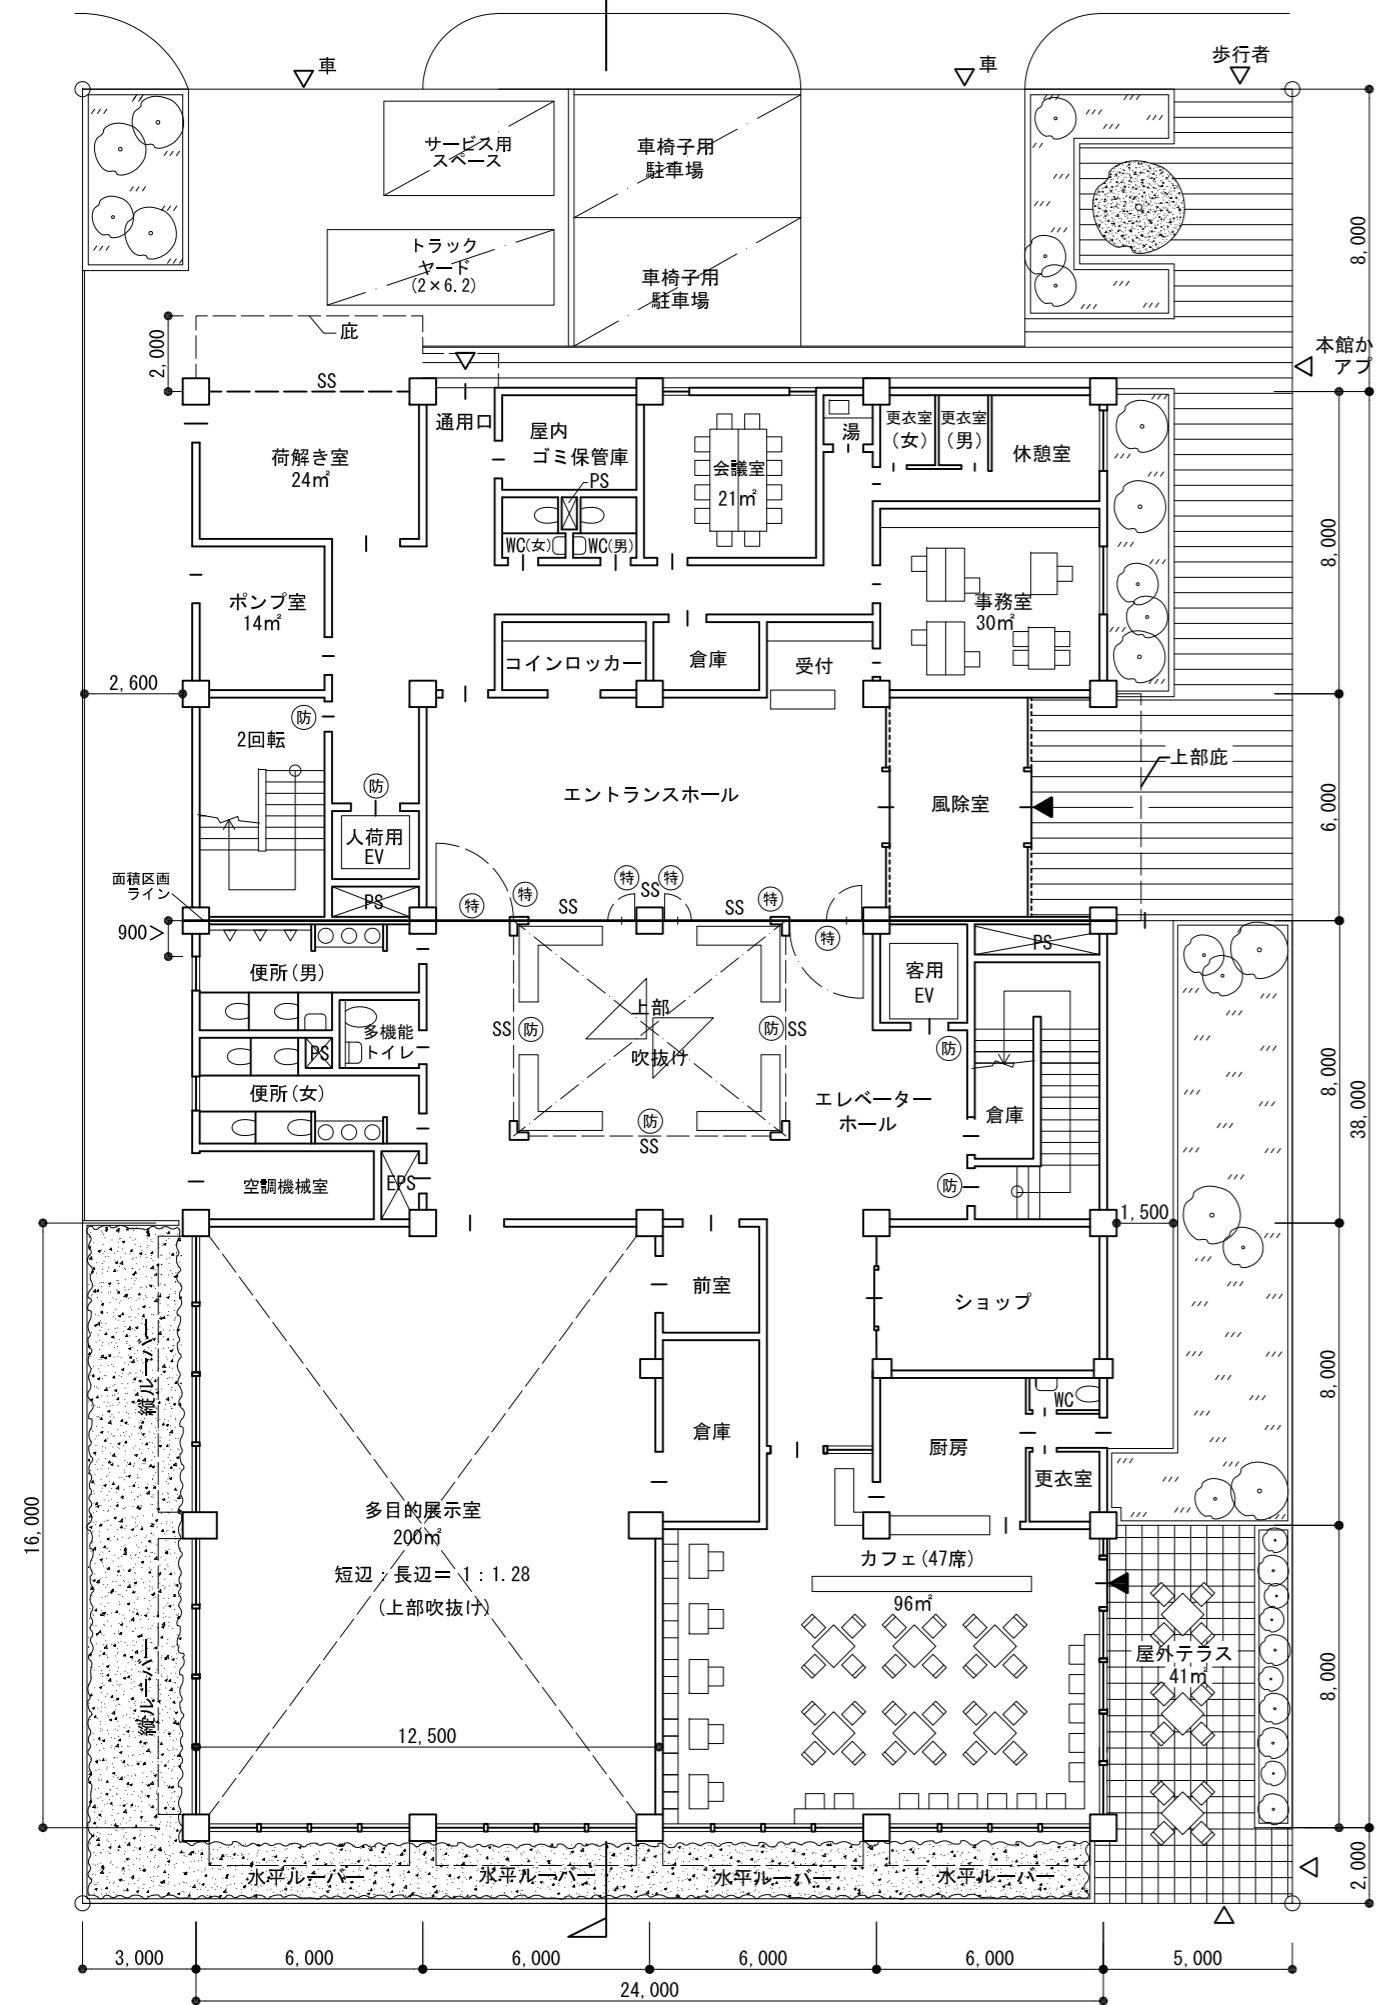 車
車
歩行者
サービス用
スペース
車椅子用
駐車場
トラック
ヤード
(2×6.2)
車椅子用
駐車場
8,000
庇
2,000
本館か
アプ
SS
通用口
屋内
ゴミ保管庫
PS
会議室
21㎡
湯
更衣室
(女)
更衣室
(男)
休憩室
荷解き室
24㎡
WC(女)
WC(男)
8,000
ポンプ室
14㎡
事務室
30㎡
コインロッカー
倉庫
受付
2,600
防
2回転
防
エントランスホール
風除室
上部庇
6,000
人荷用
EV
面積区画
ライン
PS
特
特
SS
特
SS
特
SS
特
特
900>
PS
便所(男)
客用
EV
上部
吹抜け
SS
防
防
SS
防
多機能
トイレ
PS
便所(女)
エレベーター
ホール
倉庫
8,000
38,000
防
SS
空調機械室
EPS
防
1,500
前室
ショップ
縦ルーバー
8,000
WC
倉庫
厨房
更衣室
16,000
多目的展示室
200㎡
短辺：長辺＝ 1：1.28
(上部吹抜け)
カフェ(47席)
96㎡
屋外テラス
41㎡
縦ルーバー
8,000
12,500
水平ルーバー
水平ルーバー
水平ルーバー
水平ルーバー
2,000
3,000
6,000
6,000
6,000
6,000
5,000
24,000